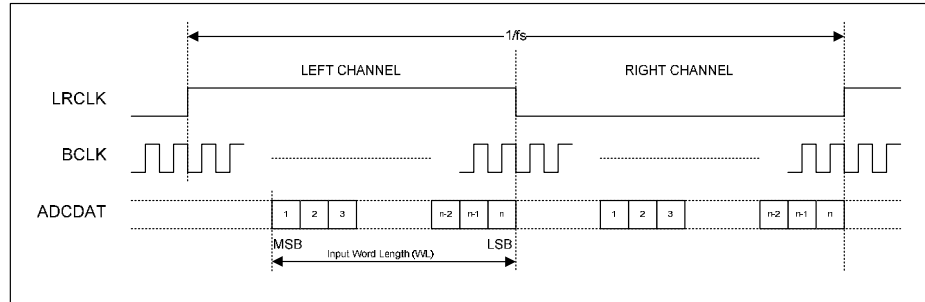 1/fs
LEFT CHANNEL RIGHT CHANNEL
LRCLK
BCLK
ADCDAT 1 2 3 n-2 n-1 n 1 2 3 n-2 n-1 n
MSB LSB
Input Word Length (WL)